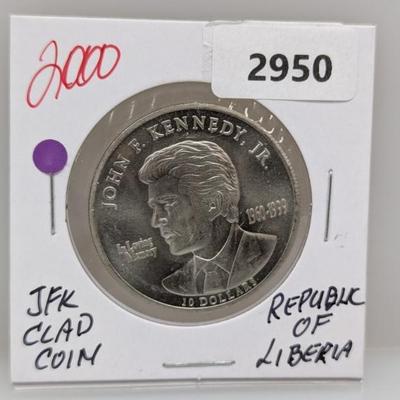 2000
2950
JOHN F. KENNEDY, JR.
In Loving
Memory
1960-1999
10 DOLLARS
JFK
CLAD
COIN
REPUBLIC
OF
LIBERIA